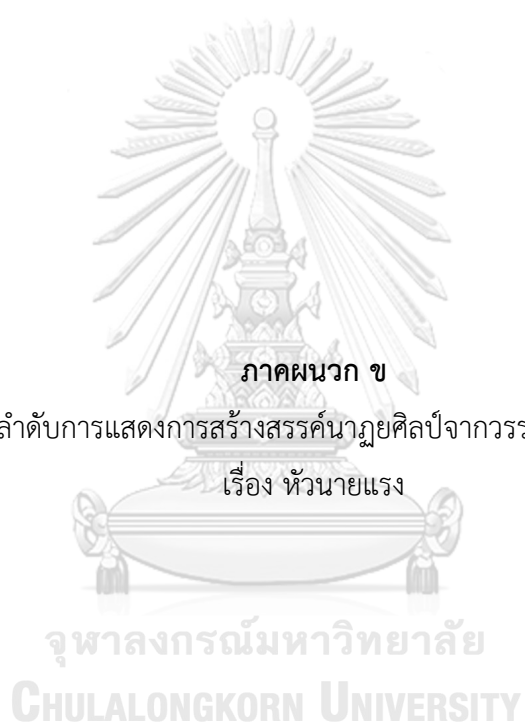 ภาคผนวก ข
ลำดับการแสดงการสร้างสรรค์นาฏยศิลป์จากวรร
เรื่อง หัวนายแรง
จุฬาลงกรณ์มหาวิทยาลัย
CHULALONGKORN UNIVERSITY